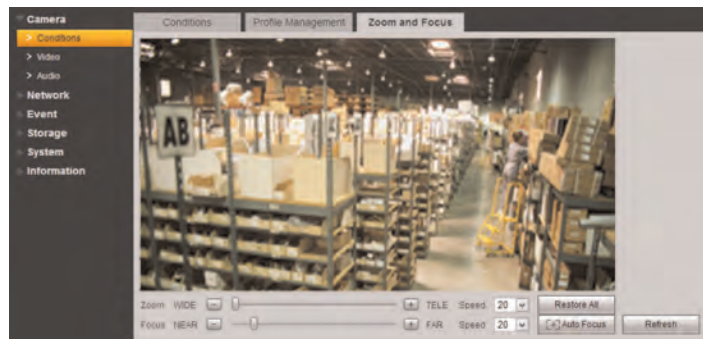 Camera
Conditions
Profile Management
Zoom and Focus
> Conditions
> Video
> Audio
Network
Event
Storage
System
Information
AB
Zoom WIDE - + TELE Speed 20 Restore All
Focus NEAR - + FAR Speed 20 [+] Auto Focus Refresh